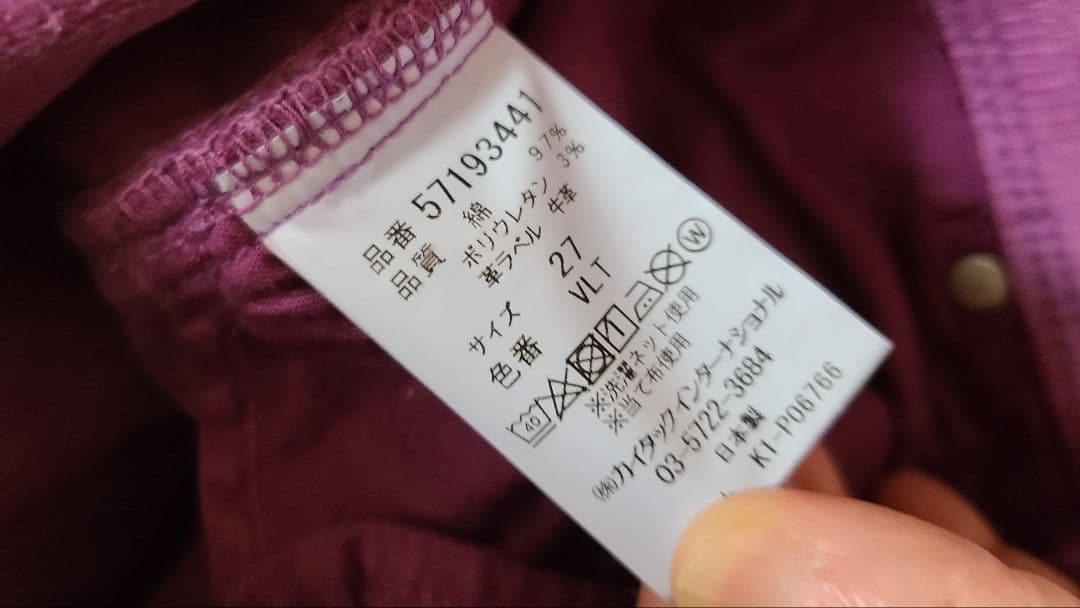 品番 57193441
品質 綿 97%
ポリウレタン 3%
革ラベル 牛革
サイズ 27
色番 VLT
40
W
※洗濯ネット使用
※当て布使用
㈱カイタックインターナショナル
03-5722-3684
日本製
K1-P06766